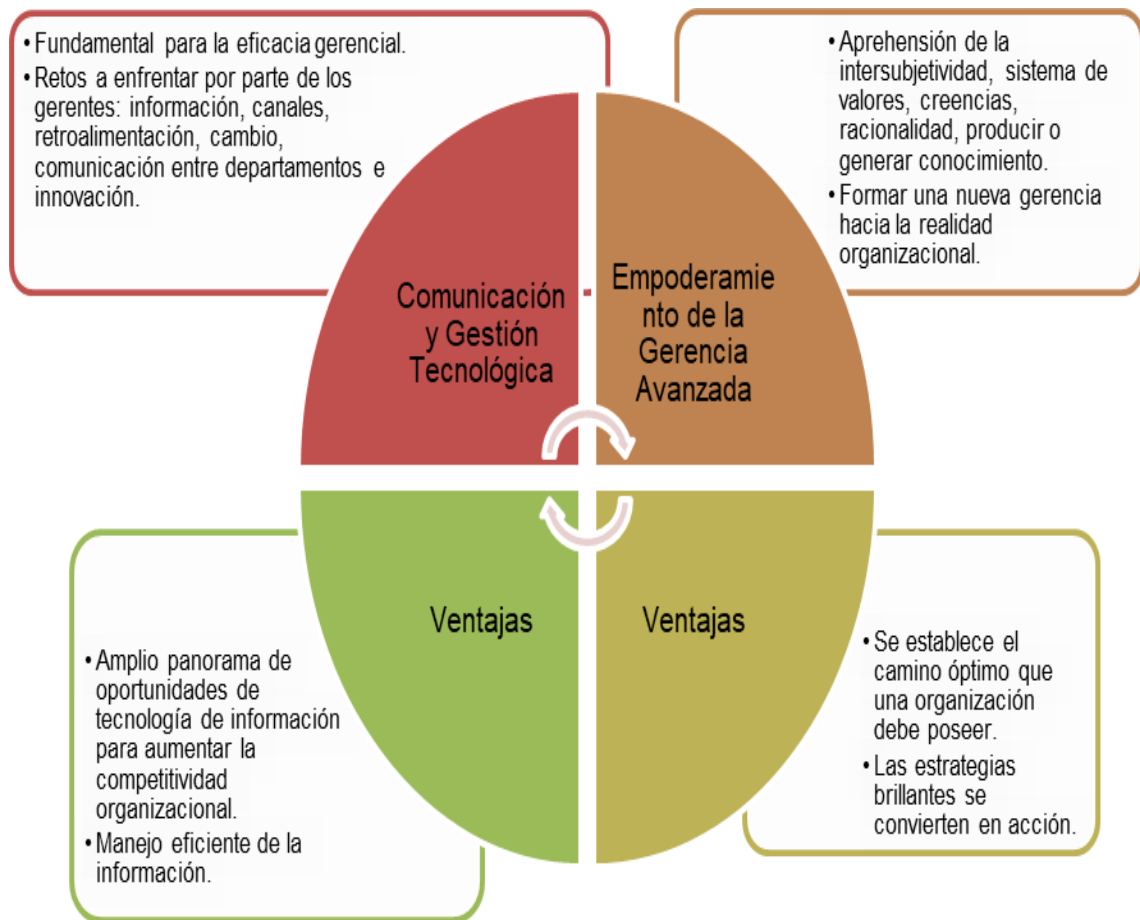 • Fundamental para la eficacia gerencial.
• Retos a enfrentar por parte de los
gerentes: información, canales,
retroalimentación, cambio,
comunicación entre departamentos e
innovación.
• Aprehensión de la
intersubjetividad, sistema de
valores, creencias,
racionalidad, producir o
generar conocimiento.
• Formar una nueva gerencia
hacia la realidad
organizacional.
Comunicación
y Gestión
Tecnológica
Empoderamie
nto de la
Gerencia
Avanzada
Ventajas
Ventajas
• Amplio panorama de
oportunidades de
tecnología de información
para aumentar la
competitividad
organizacional.
• Manejo eficiente de la
información.
• Se establece el
camino óptimo que
una organización
debe poseer.
• Las estrategias
brillantes se
convierten en acción.